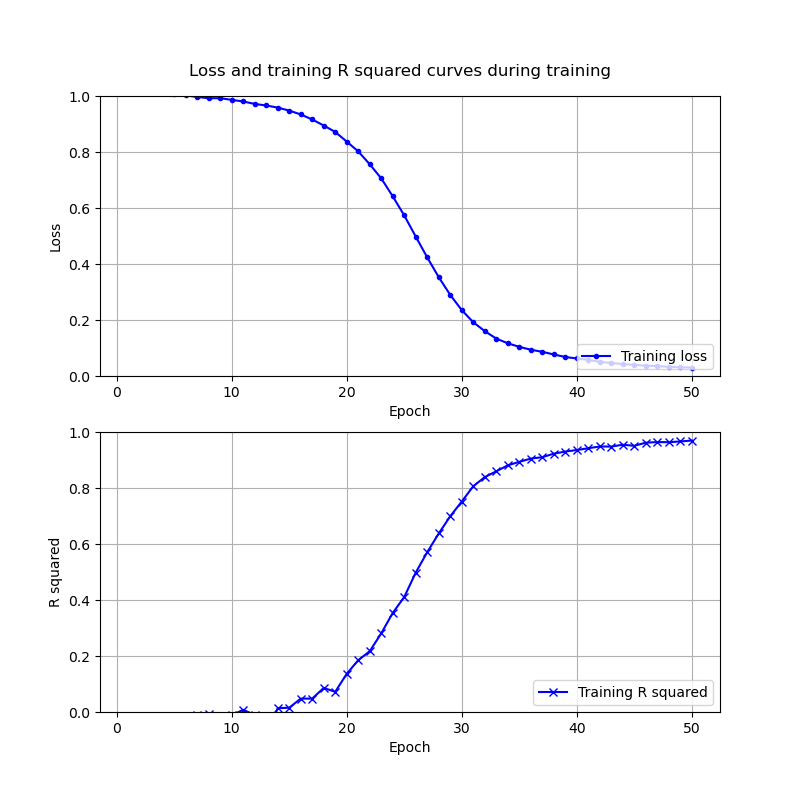 Loss and training R squared curves during training
1.0
0.8
0.6
0.4
0.2
0.0
Loss
0 10 20 30 40 50
Epoch
Training loss
1.0
0.8
0.6
0.4
0.2
0.0
R squared
0 10 20 30 40 50
Epoch
Training R squared